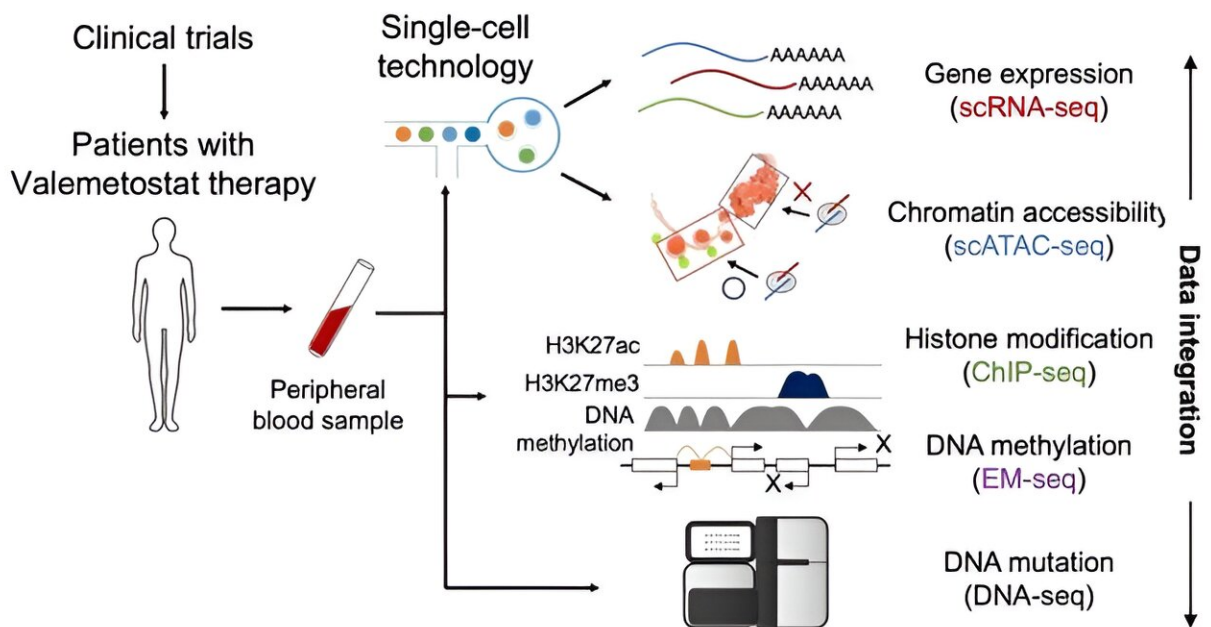 Clinical trials
Patients with
Valemetostat therapy
Peripheral
blood sample
Single-cell
technology
AAAAAA
AAAAAA
AAAAAA
Gene expression
(scRNA-seq)
X
Chromatin accessibility
(scATAC-seq)
H3K27ac
H3K27me3
DNA
methylation
X
X
Histone modification
(ChIP-seq)
DNA methylation
(EM-seq)
DNA mutation
(DNA-seq)
Data integration